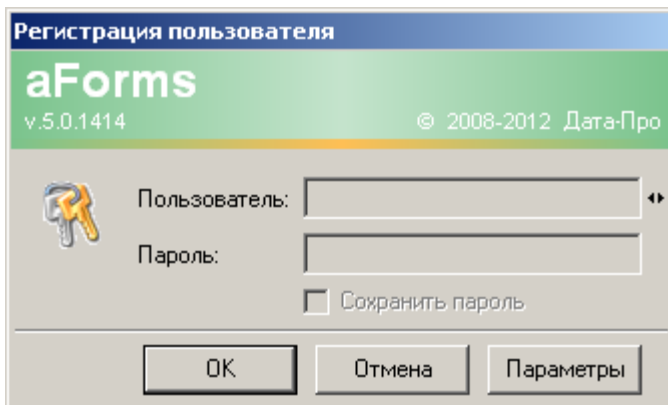 Регистрация пользователя
aForms
v.5.0.1414 © 2008-2012 Дата-Про
Пользователь:
Пароль:
Сохранить пароль
OK Отмена Параметры